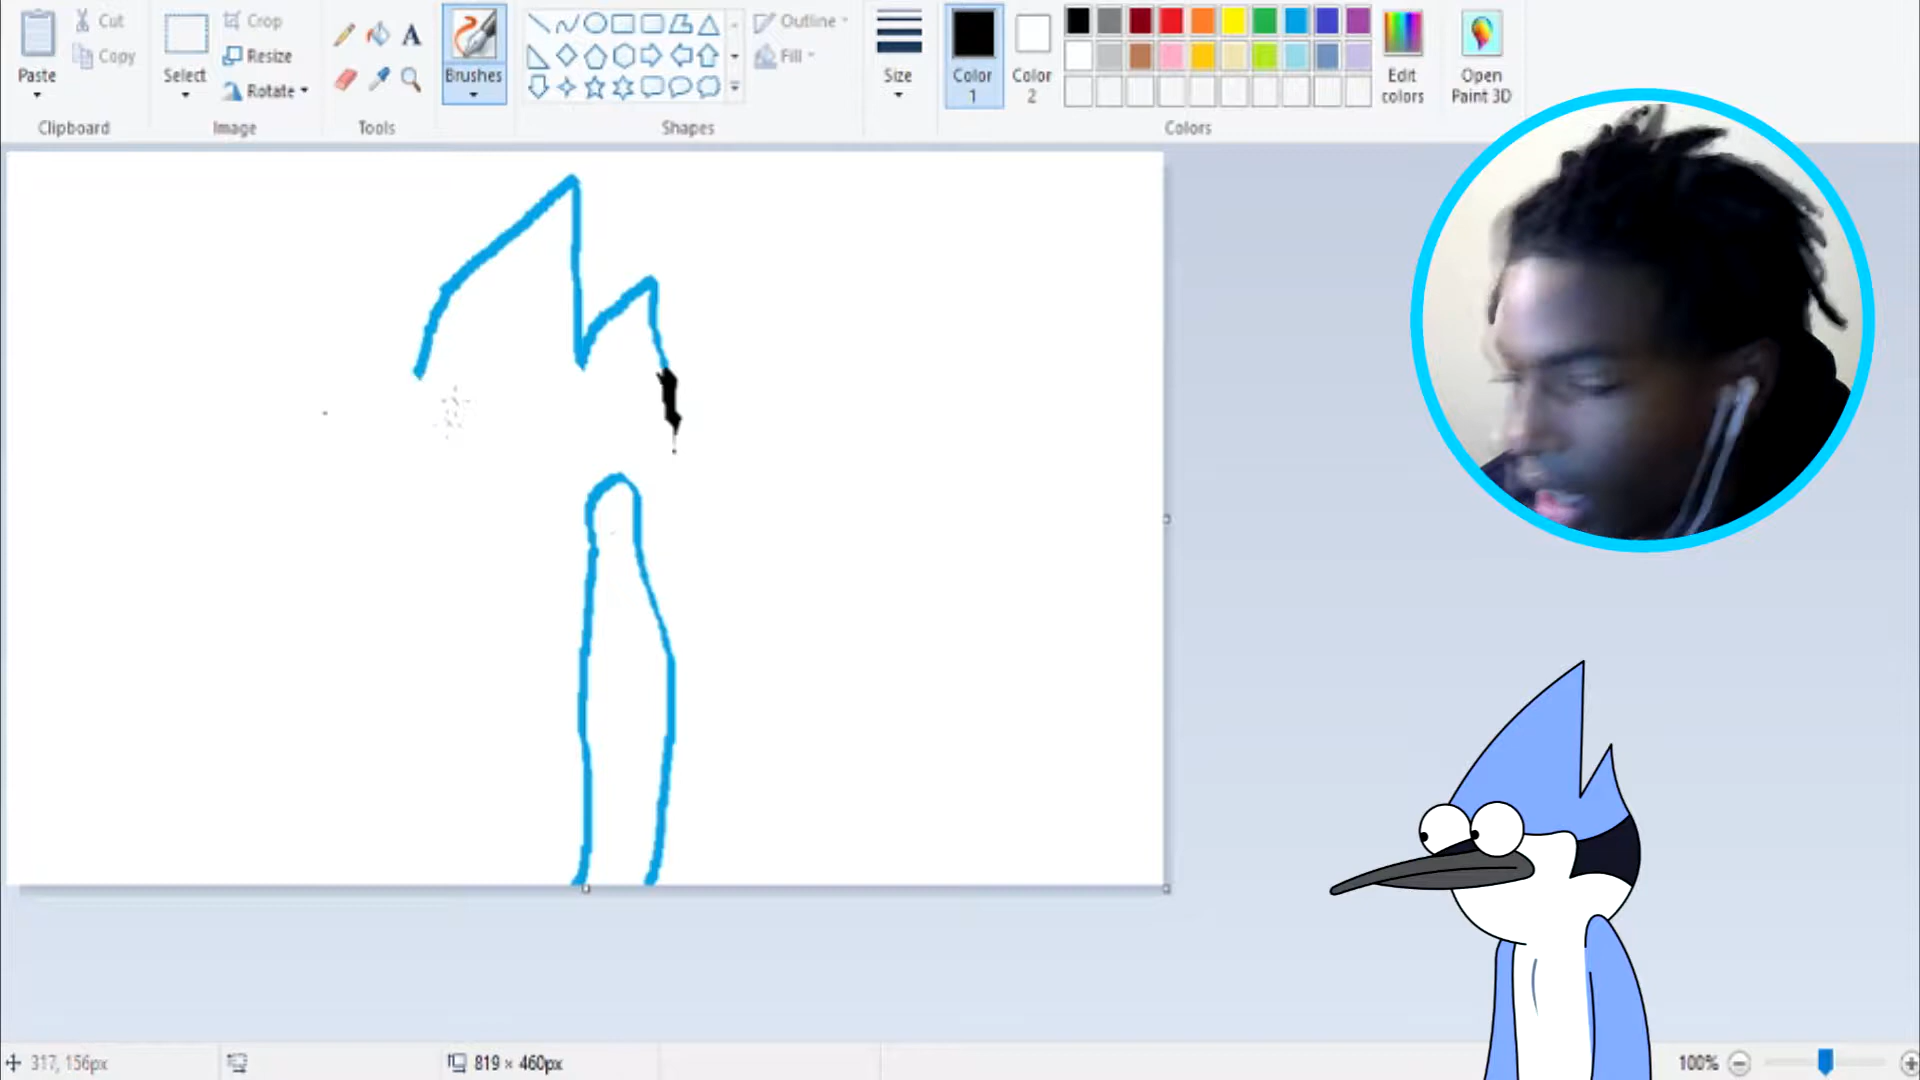 Cut
Copy
Paste
Clipboard
Crop
Resize
Rotate
Select
Image
A
Tools
Brushes
Outline
Fill
Shapes
Size
Color
1
Color
2
Edit
colors
Open
Paint 3D
Colors
317, 156px
819 × 460px
100%